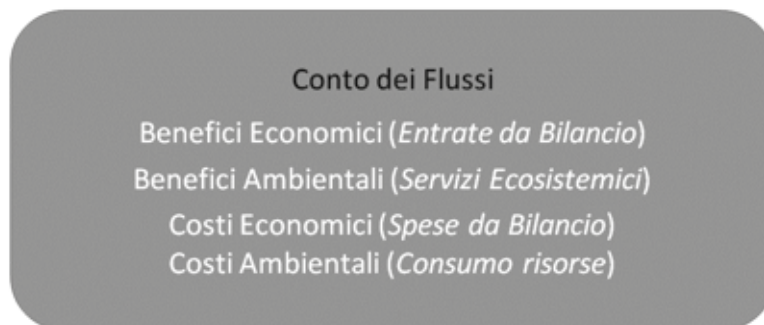 Conto dei Flussi
Benefici Economici (Entrate da Bilancio)
Benefici Ambientali (Servizi Ecosistemici)
Costi Economici (Spese da Bilancio)
Costi Ambientali (Consumo risorse)